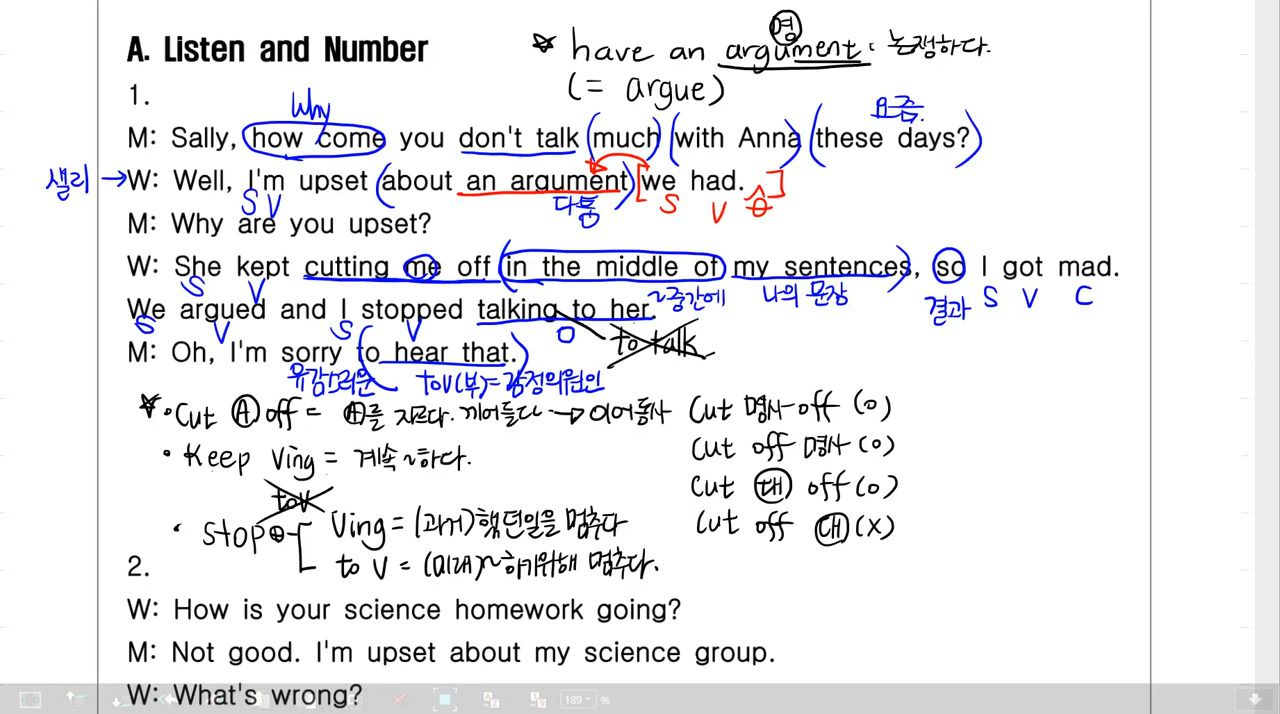 A. Listen and Number
☆ have an argument : 논쟁하다.
명
(= argue)
1.
why
요즘.
M: Sally, how come you don't talk (much) (with Anna) (these days?)
샐리 → W: Well, I'm upset (about an argument) [we had. ]
S V 다툼 S V
M: Why are you upset?
W: She kept cutting me off (in the middle of my sentences), so I got mad.
S V ~중간에 나의 문장 결과 S V C
We argued and I stopped talking to her.
S V S V O to talk
M: Oh, I'm sorry (to hear that.)
유감스러운 toV(부)=감정의원인
☆ · Cut Ⓐ off = Ⓐ를 자르다. 끼어들다 → 이어동사 Cut 명사 off (o)
Cut off 명사 (o)
· Keep Ving = 계속 ~하다.
toV
Cut 대 off (o)
Cut off 대 (x)
· Stop ⊕ Ving = (과거) 했던일을 멈추다
to V = (미래) ~하기위해 멈추다.
2.
W: How is your science homework going?
M: Not good. I'm upset about my science group.
W: What's wrong?
189 %